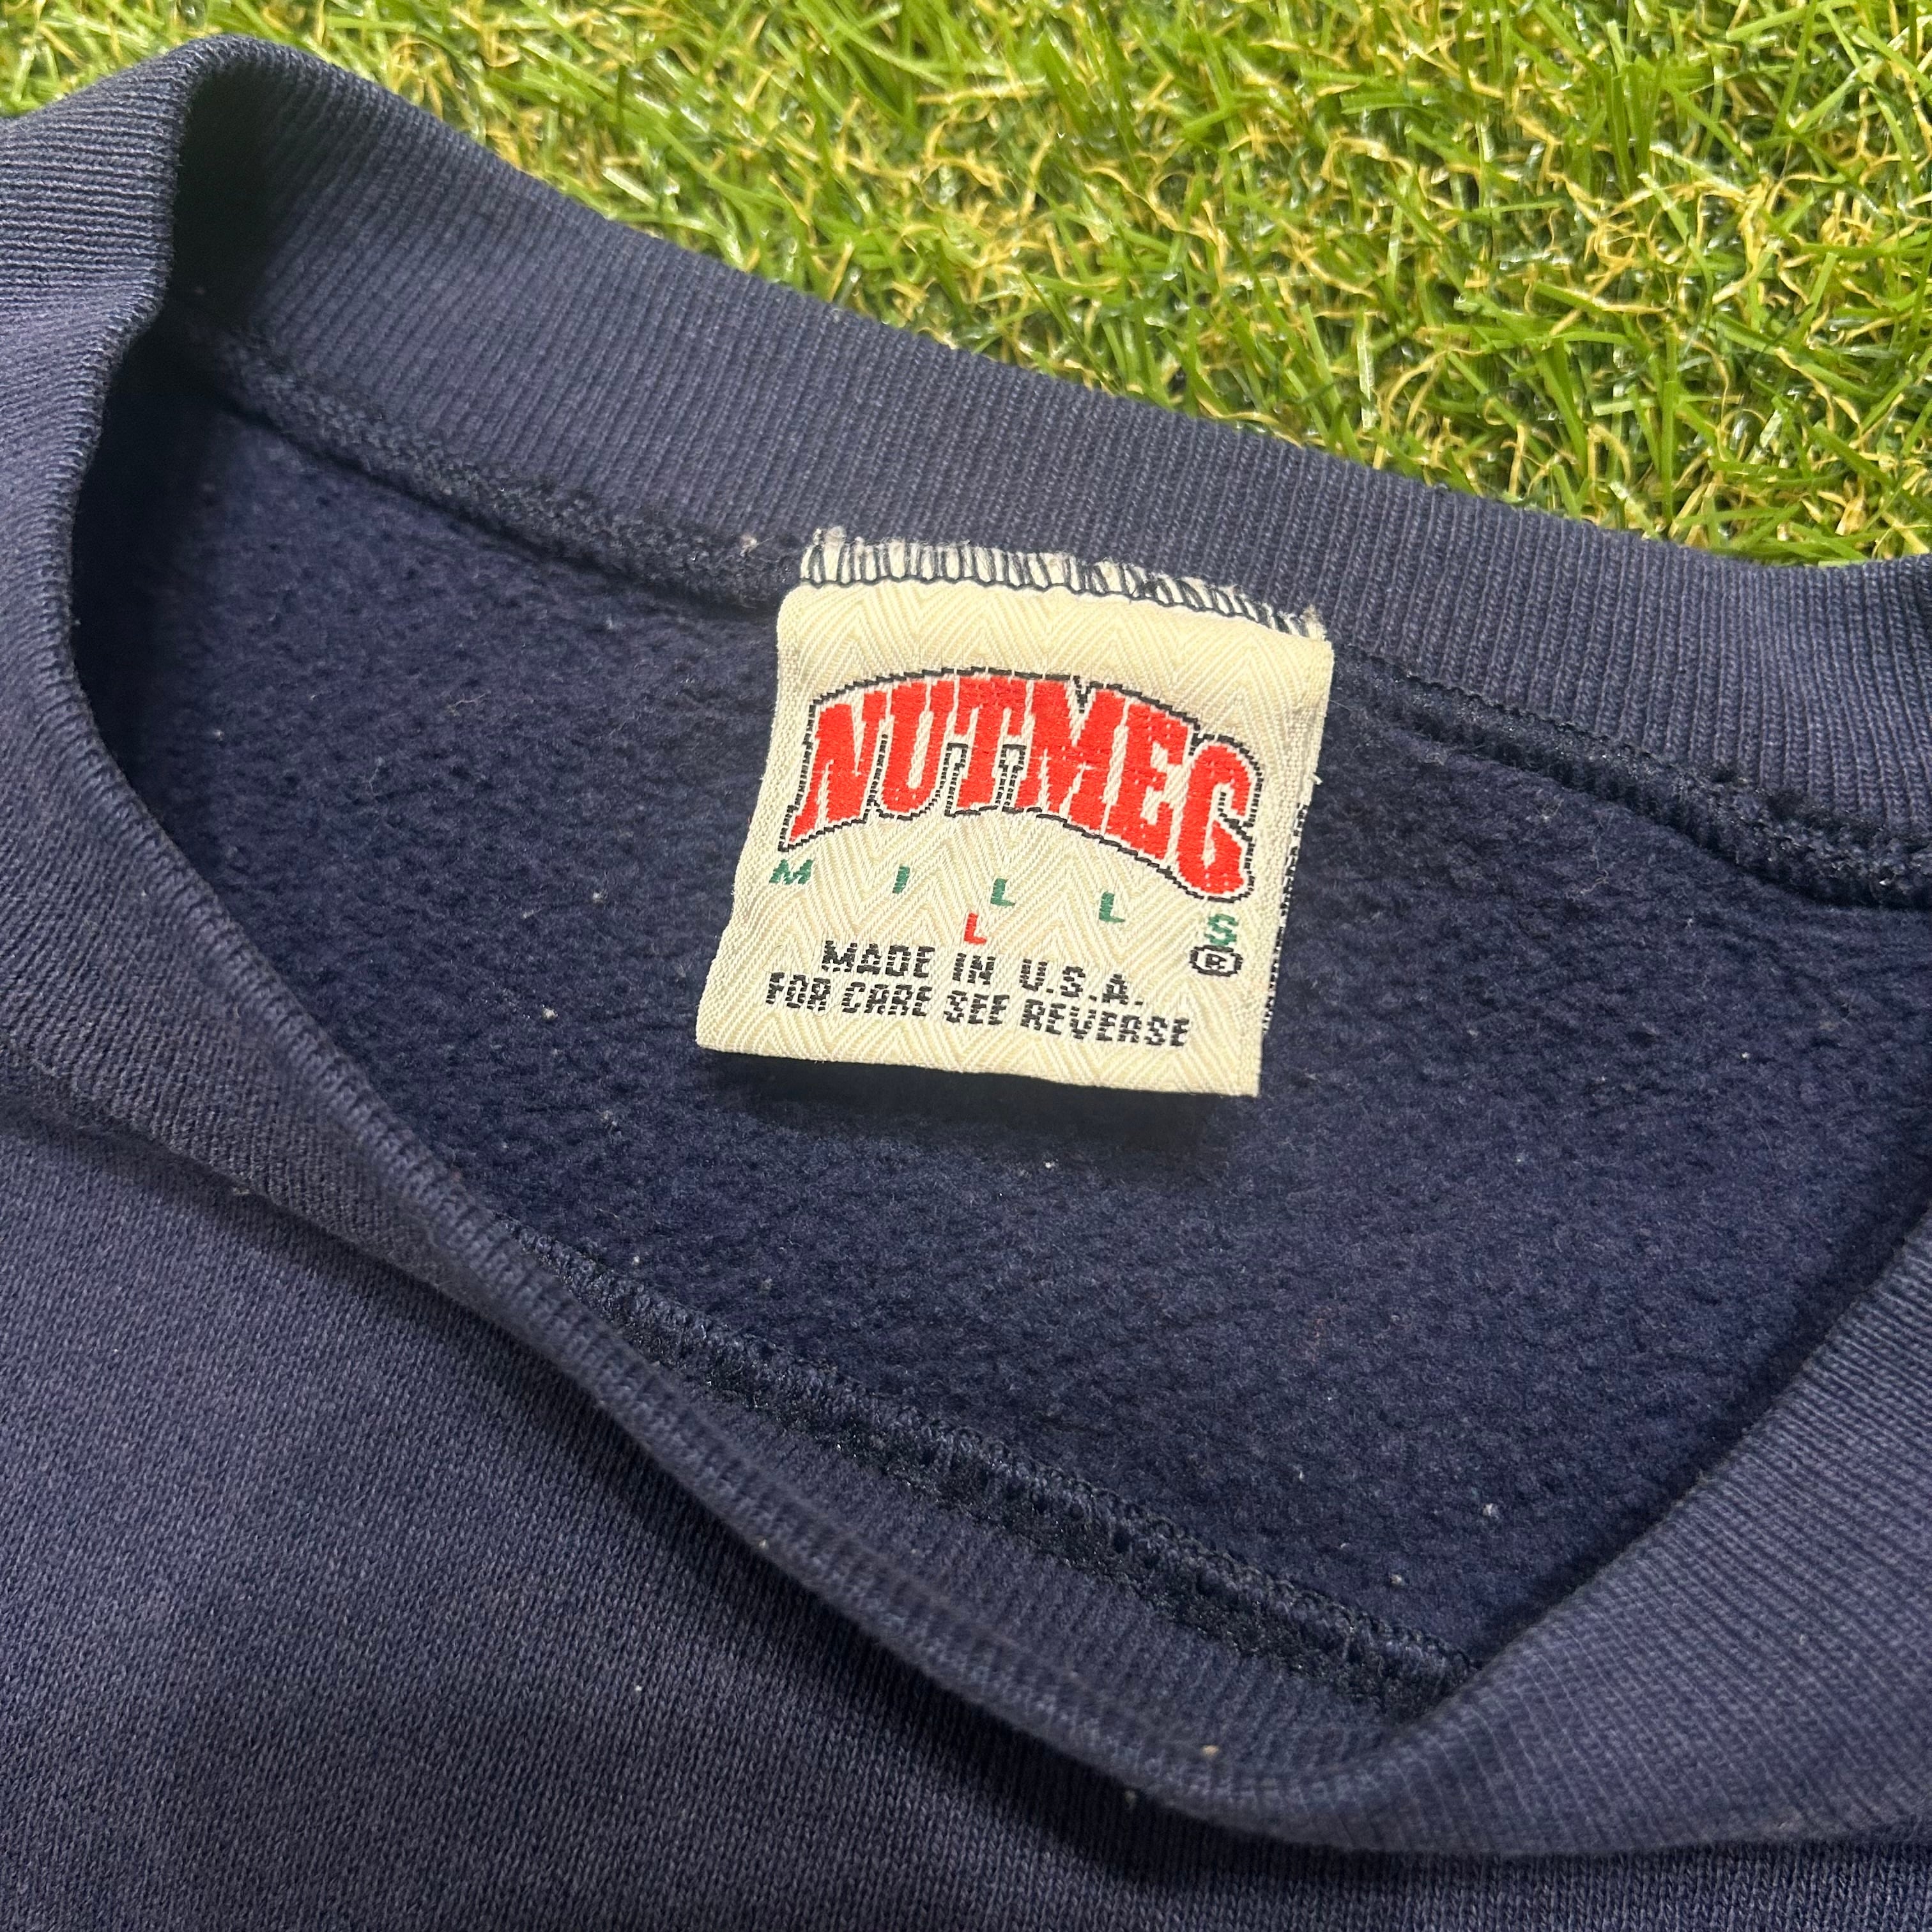 NUTMEG
MILLS
®
L
MADE IN U.S.A.
FOR CARE SEE REVERSE